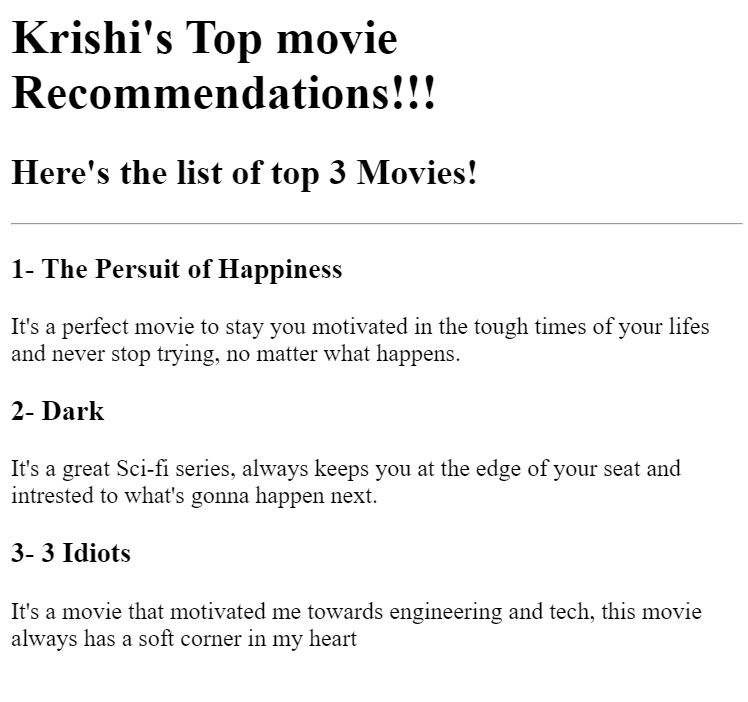 Krishi's Top movie
Recommendations!!!
Here's the list of top 3 Movies!
1- The Persuit of Happiness
It's a perfect movie to stay you motivated in the tough times of your lifes
and never stop trying, no matter what happens.
2- Dark
It's a great Sci-fi series, always keeps you at the edge of your seat and
intrested to what's gonna happen next.
3- 3 Idiots
It's a movie that motivated me towards engineering and tech, this movie
always has a soft corner in my heart